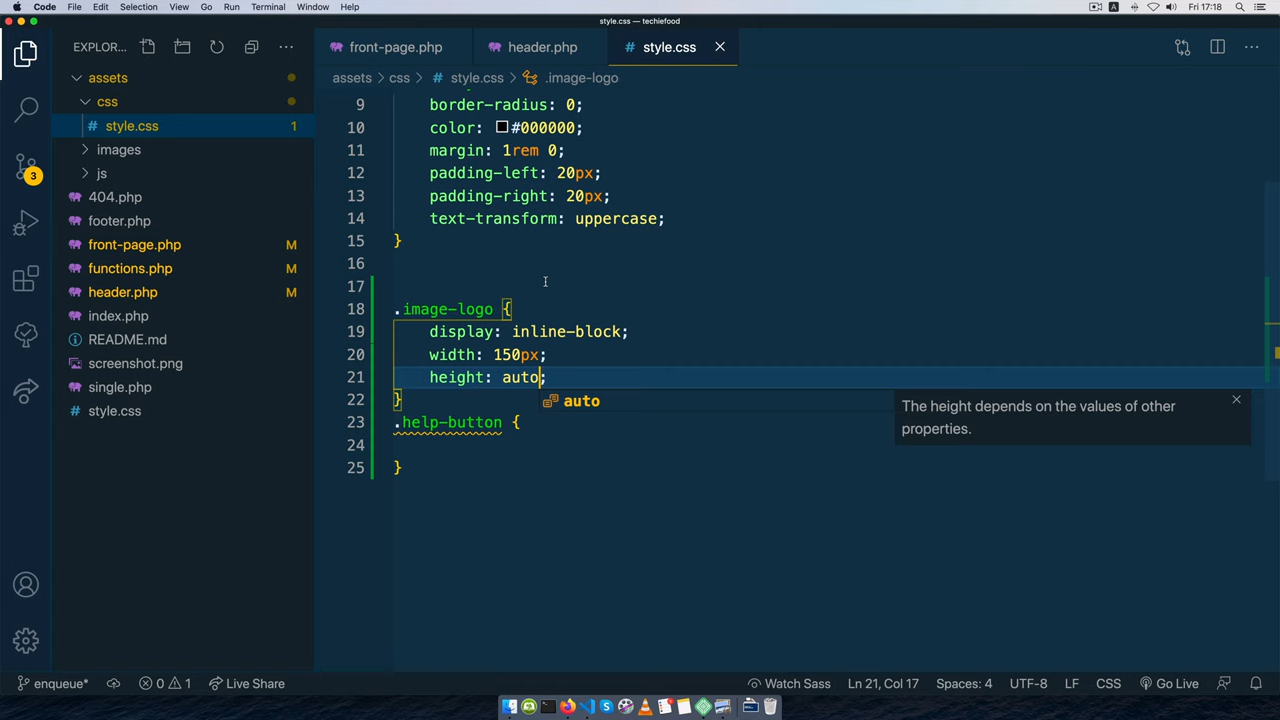 Code File Edit Selection View Go Run Terminal Window Help A Fri 17:18
style.css — techiefood
EXPLOR... ···
front-page.php header.php # style.css × ···
assets
assets > css > # style.css > .image-logo
css
# style.css 1
images
js
404.php
footer.php
front-page.php M
functions.php M
header.php M
index.php
README.md
screenshot.png
single.php
style.css
3
9 border-radius: 0;
10 color: #000000;
11 margin: 1rem 0;
12 padding-left: 20px;
13 padding-right: 20px;
14 text-transform: uppercase;
15 }
16
17
18 .image-logo {
19 display: inline-block;
20 width: 150px;
21 height: auto;
22 }
auto
The height depends on the values of other
properties.
23 .help-button {
24
25 }
enqueue* 0 1 Live Share Watch Sass Ln 21, Col 17 Spaces: 4 UTF-8 LF CSS Go Live